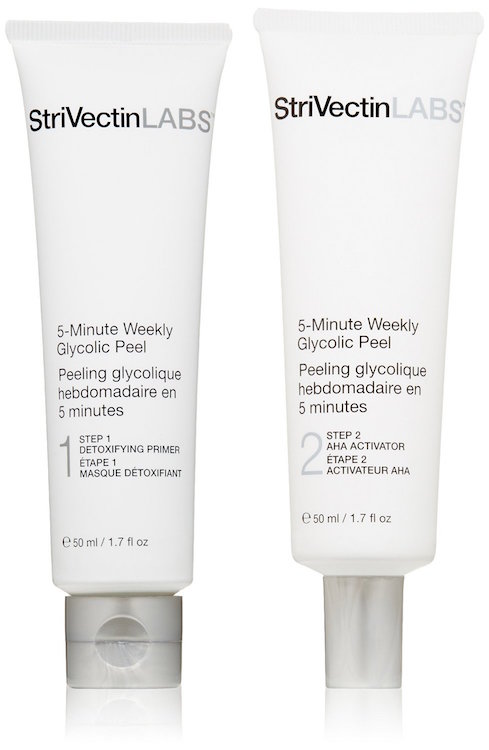 StriVectinLABS™
5-Minute Weekly
Glycolic Peel
Peeling glycolique
hebdomadaire en
5 minutes
1
STEP 1
DETOXIFYING PRIMER
ÉTAPE 1
MASQUE DÉTOXIFIANT
℮ 50 ml / 1.7 fl oz
StriVectinLABS™
5-Minute Weekly
Glycolic Peel
Peeling glycolique
hebdomadaire en
5 minutes
2
STEP 2
AHA ACTIVATOR
ÉTAPE 2
ACTIVATEUR AHA
℮ 50 ml / 1.7 fl oz